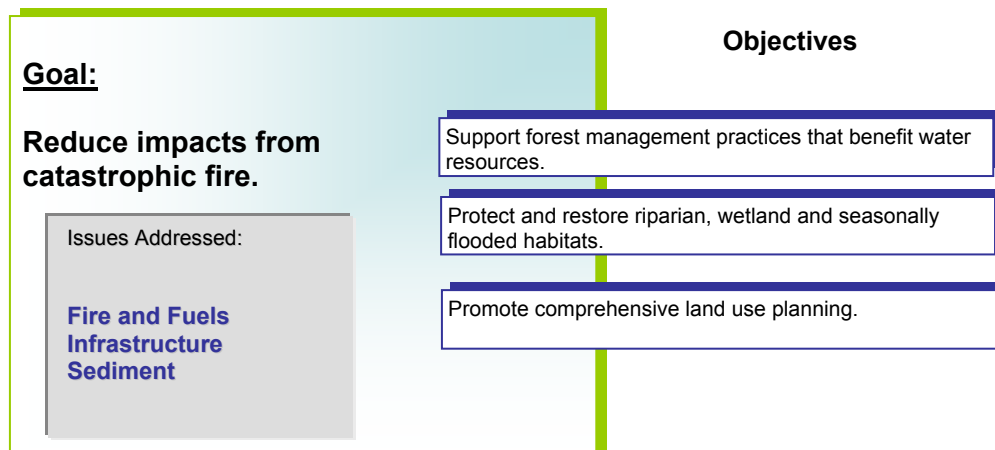 Goal:
Reduce impacts from
catastrophic fire.
Issues Addressed:
Fire and Fuels
Infrastructure
Sediment
Objectives
Support forest management practices that benefit water
resources.
Protect and restore riparian, wetland and seasonally
flooded habitats.
Promote comprehensive land use planning.